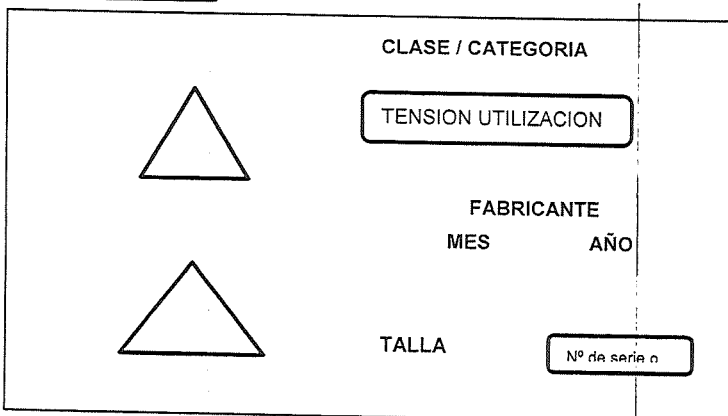 CLASE / CATEGORIA
TENSION UTILIZACION
FABRICANTE
MES AÑO
TALLA
Nº de serie o